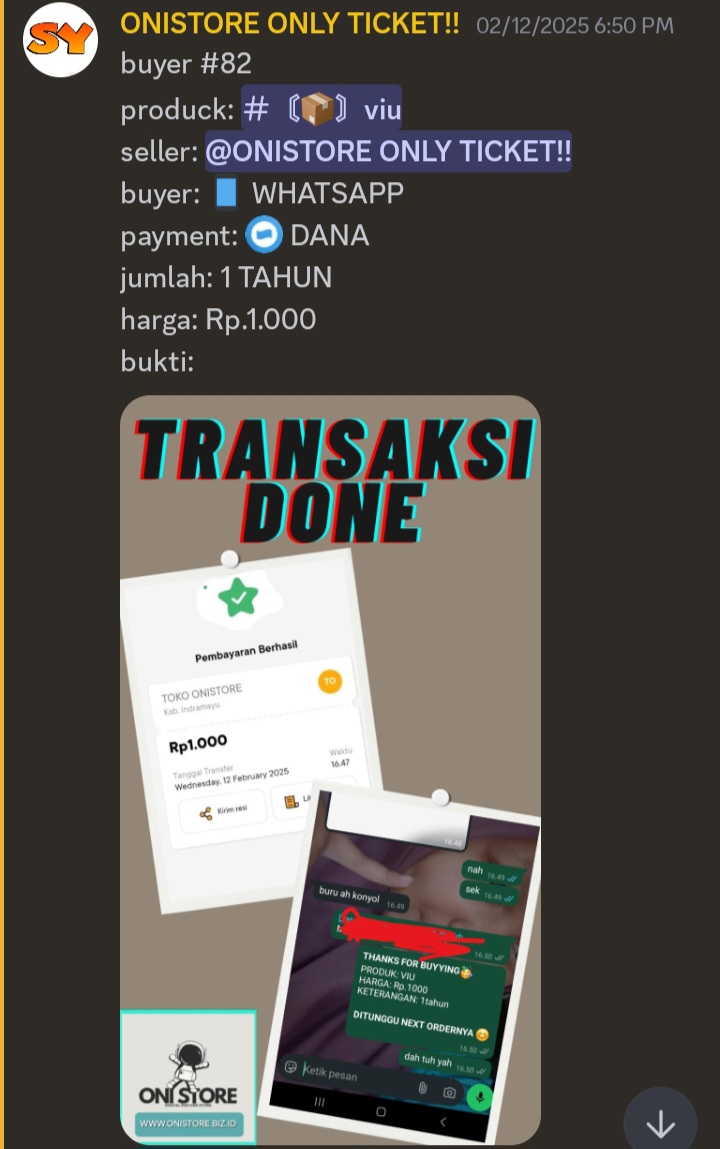 SY
ONISTORE ONLY TICKET!! 02/12/2025 6:50 PM
buyer #82
produck: # 〘📦〙 viu
seller: @ONISTORE ONLY TICKET!!
buyer: WHATSAPP
payment: DANA
jumlah: 1 TAHUN
harga: Rp.1.000
bukti:
TRANSAKSI
DONE
Pembayaran Berhasil
TOKO ONISTORE
TO
Kab. Indramayu
Rp1.000
Tanggal Transfer
Waktu
Wednesday, 12 February 2025
16.47
Kirim resi
16.48
nah 16.49
sek 16.49
buru ah konyol 16.49
16.50
THANKS FOR BUYYING🥳
PRODUK: VIU
HARGA: Rp.1000
KETERANGAN: 1tahun
DITUNGGU NEXT ORDERNYA 😊
16.50
dah tuh yah 16.50
Ketik pesan
ONI STORE
WWW.ONISTORE.BIZ.ID